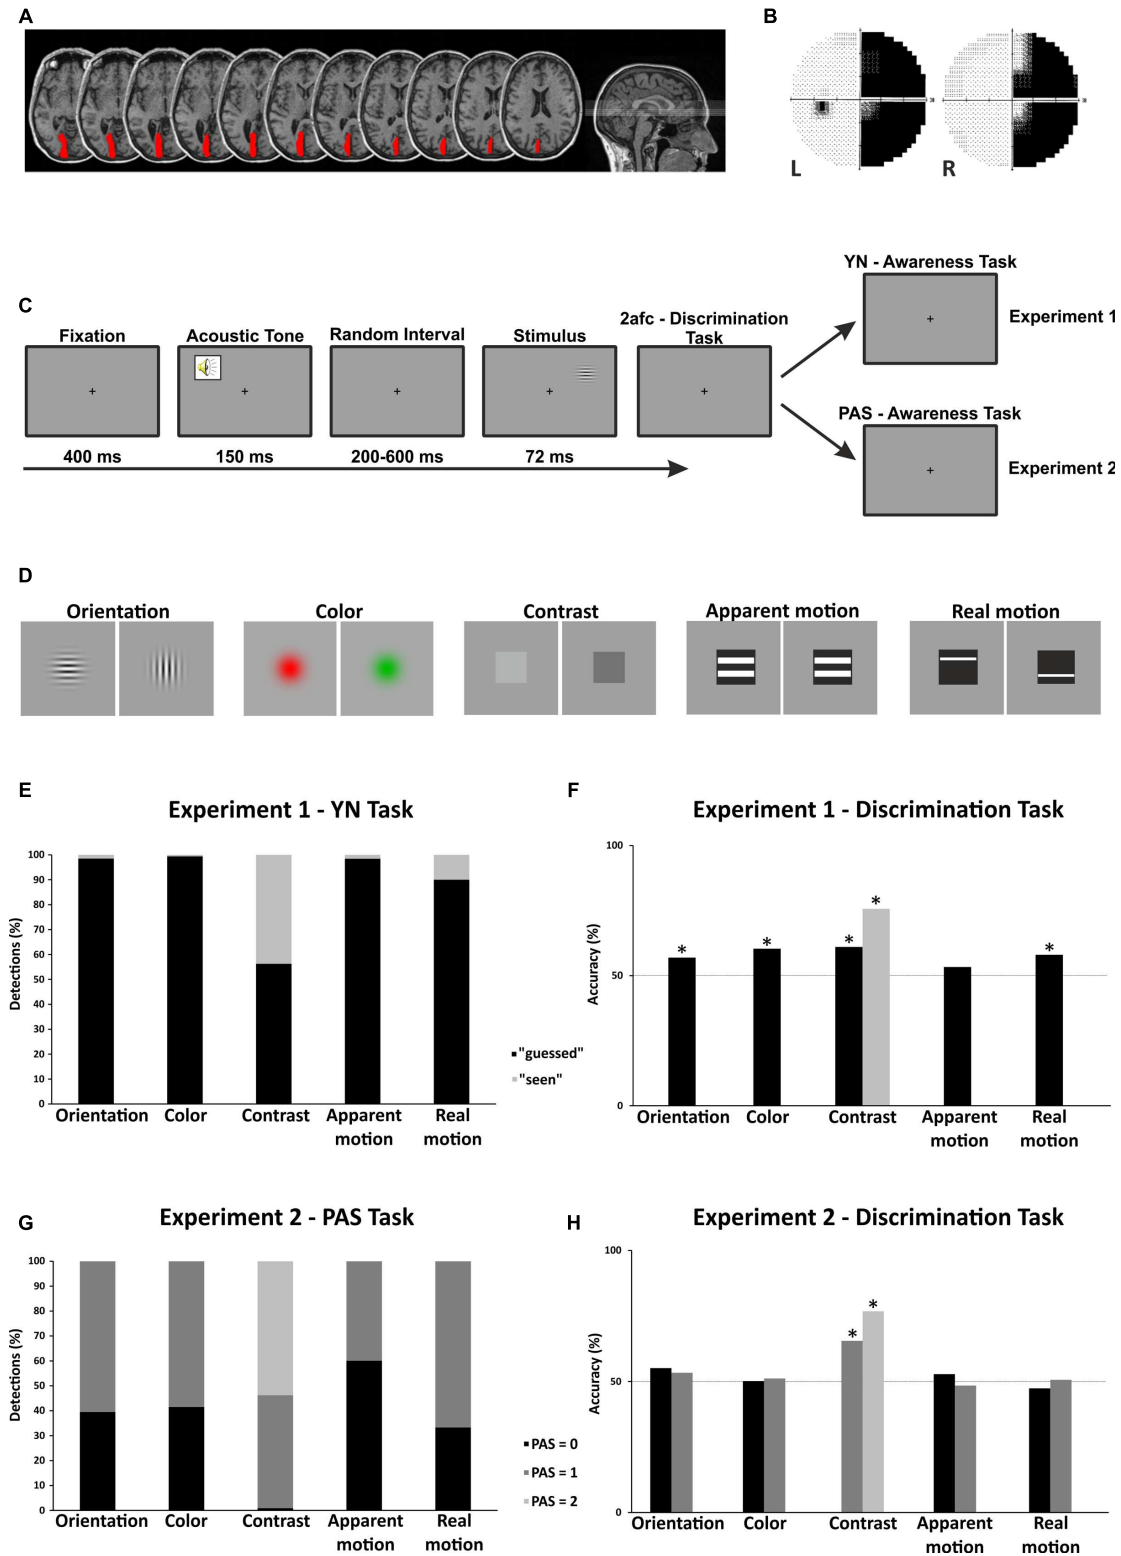 A
B
L
R
C
Fixation
Acoustic Tone
Random Interval
Stimulus
2afc - Discrimination
Task
400 ms
150 ms
200-600 ms
72 ms
YN - Awareness Task
Experiment 1
PAS - Awareness Task
Experiment 2
D
Orientation
Color
Contrast
Apparent motion
Real motion
E
Experiment 1 - YN Task
Detections (%)
100
90
80
70
60
50
40
30
20
10
0
Orientation
Color
Contrast
Apparent
motion
Real
motion
"guessed"
"seen"
F
Experiment 1 - Discrimination Task
Accuracy (%)
100
50
0
*
*
*
*
*
Orientation
Color
Contrast
Apparent
motion
Real
motion
G
Experiment 2 - PAS Task
Detections (%)
100
90
80
70
60
50
40
30
20
10
0
Orientation
Color
Contrast
Apparent
motion
Real
motion
PAS = 0
PAS = 1
PAS = 2
H
Experiment 2 - Discrimination Task
Accuracy (%)
100
50
0
*
*
Orientation
Color
Contrast
Apparent
motion
Real
motion